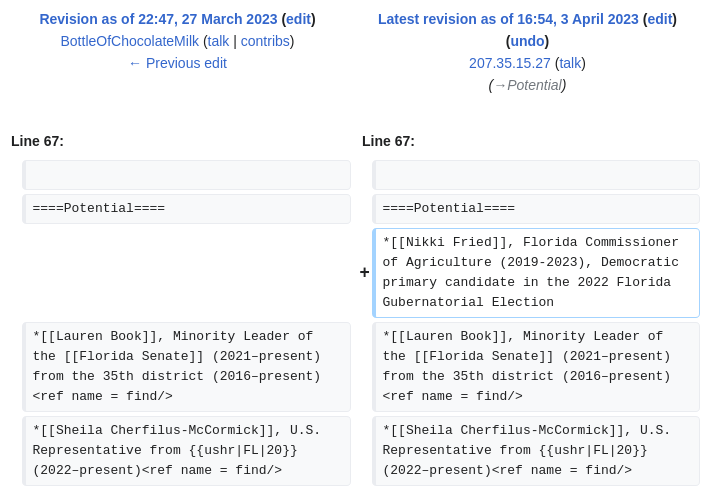 Revision as of 22:47, 27 March 2023 (edit)
BottleOfChocolateMilk (talk | contribs)
← Previous edit
Latest revision as of 16:54, 3 April 2023 (edit)
(undo)
207.35.15.27 (talk)
(→Potential)
Line 67:
Line 67:
====Potential====
====Potential====
+
*[[Nikki Fried]], Florida Commissioner
of Agriculture (2019-2023), Democratic
primary candidate in the 2022 Florida
Gubernatorial Election
*[[Lauren Book]], Minority Leader of
the [[Florida Senate]] (2021–present)
from the 35th district (2016–present)
<ref name = find/>
*[[Lauren Book]], Minority Leader of
the [[Florida Senate]] (2021–present)
from the 35th district (2016–present)
<ref name = find/>
*[[Sheila Cherfilus-McCormick]], U.S.
Representative from {{ushr|FL|20}}
(2022–present)<ref name = find/>
*[[Sheila Cherfilus-McCormick]], U.S.
Representative from {{ushr|FL|20}}
(2022–present)<ref name = find/>